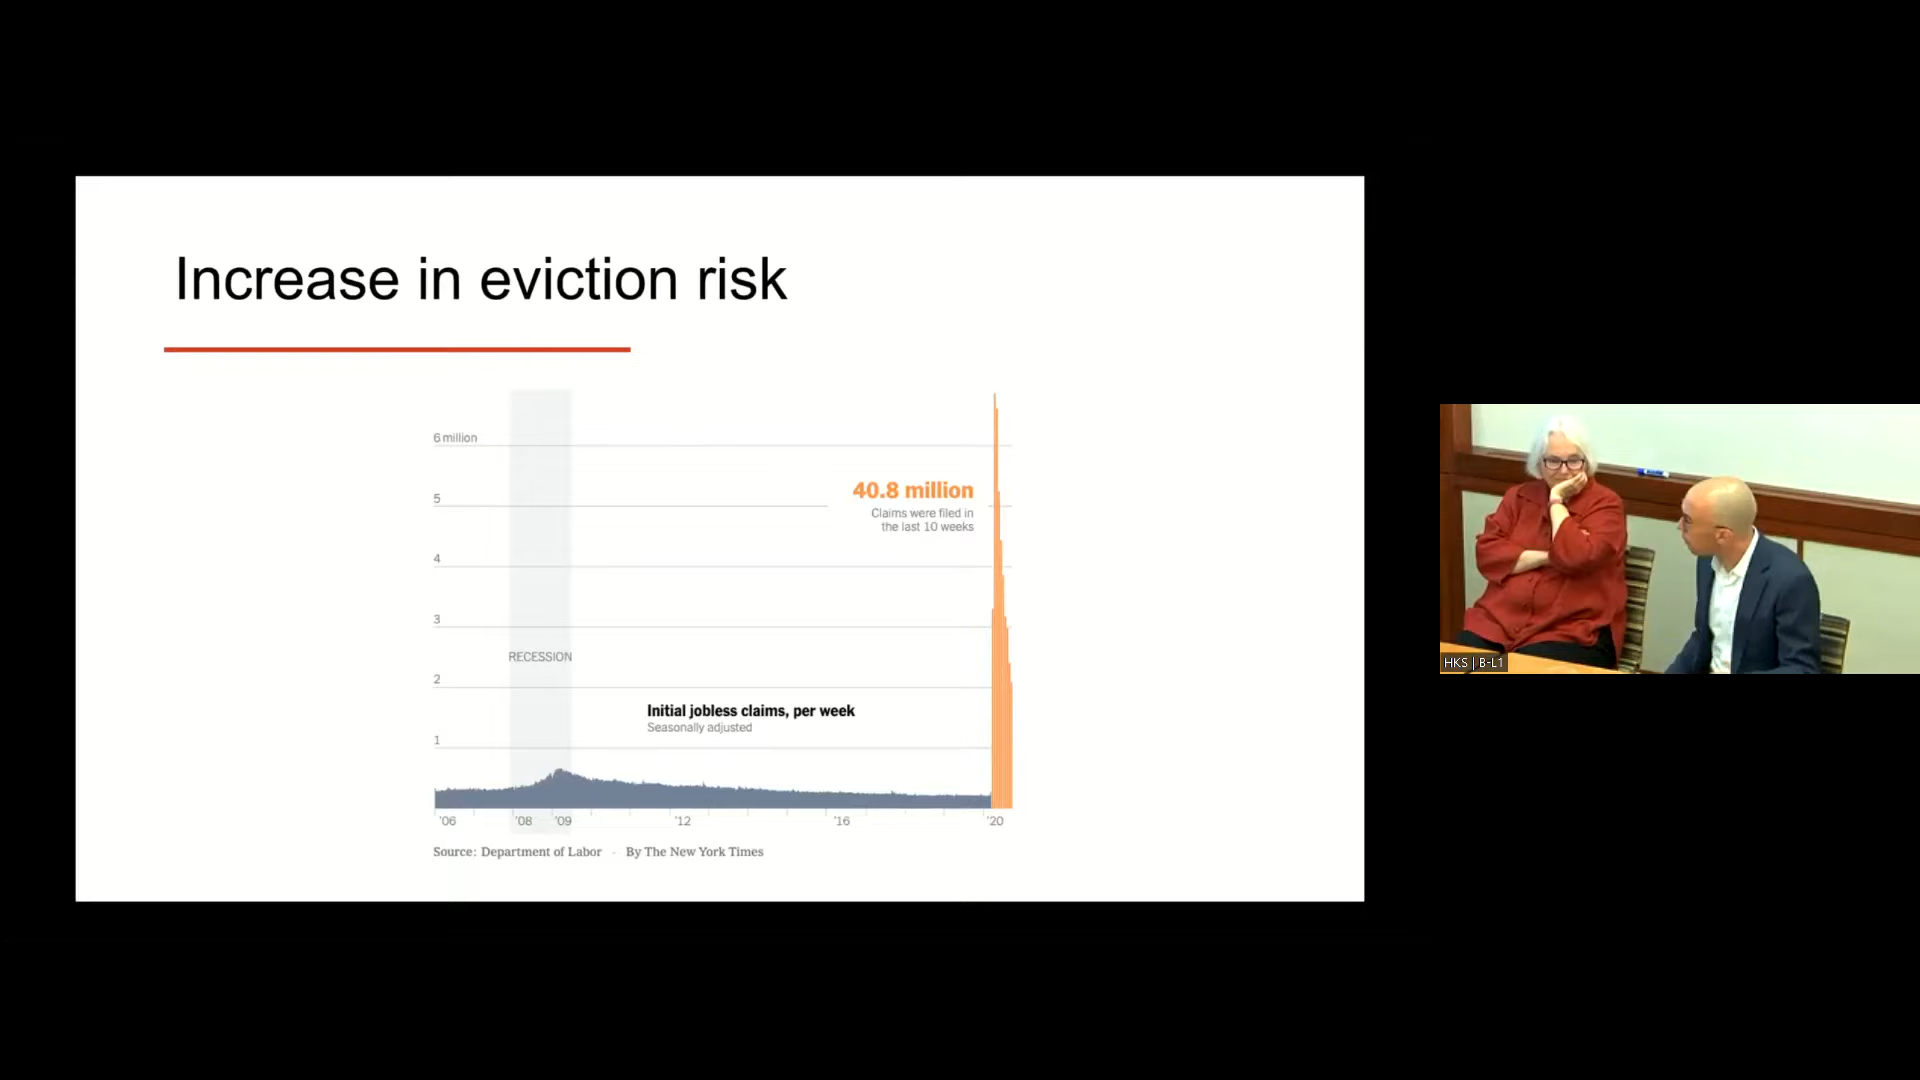 Increase in eviction risk
6 million
5
4
3
2
1
40.8 million
Claims were filed in
the last 10 weeks
RECESSION
Initial jobless claims, per week
Seasonally adjusted
'06 '08 '09 '12 '16 '20
Source: Department of Labor - By The New York Times
HKS | B-L1